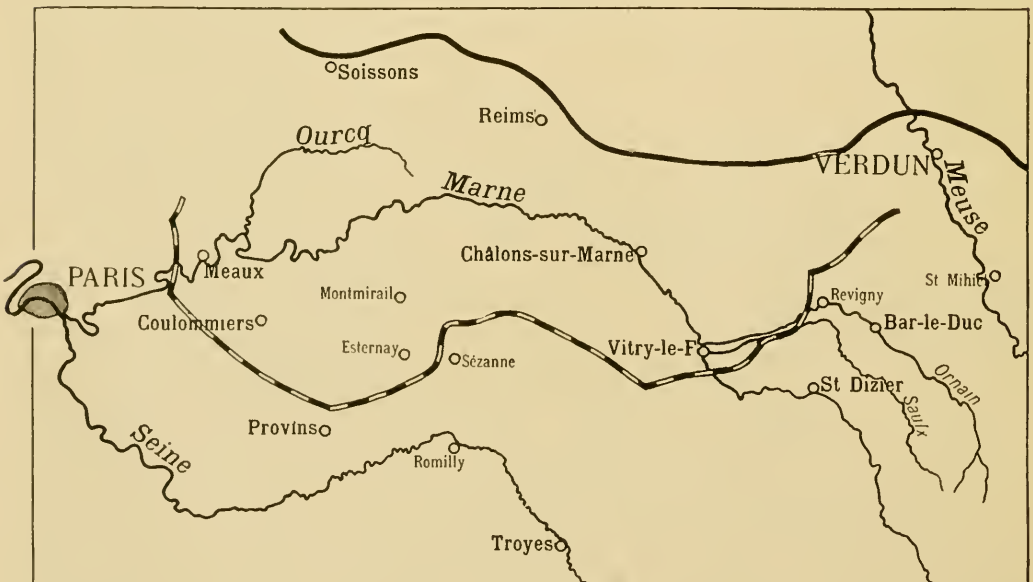 Soissons
Reims
Ourcq
VERDUN
Meuse
Marne
Châlons-sur-Marne
PARIS
Meaux
St Mihiel
Montmirail
Revigny
Coulommiers
Bar-le-Duc
Esternay
Sézanne
Vitry-le-F
St Dizier
Ornain
Saulx
Provins
Seine
Romilly
Troyes